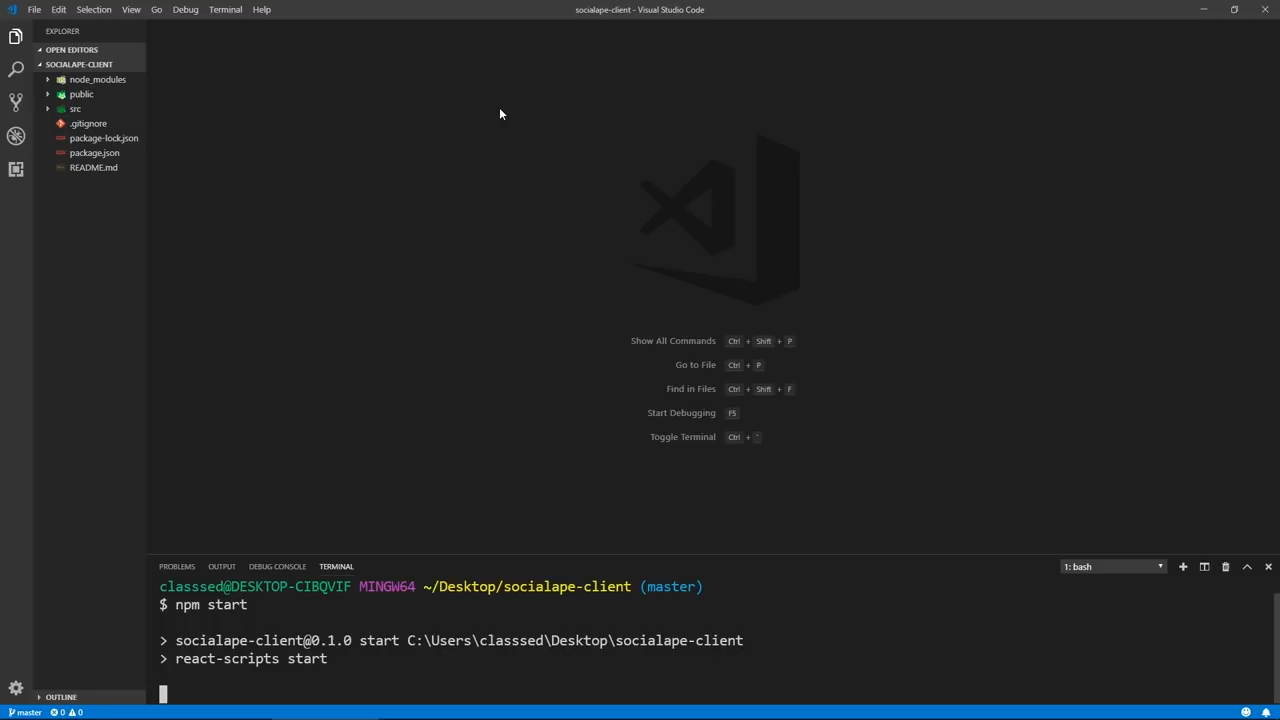 File Edit Selection View Go Debug Terminal Help
socialape-client - Visual Studio Code
EXPLORER
OPEN EDITORS
SOCIALAPE-CLIENT
node_modules
public
src
.gitignore
package-lock.json
package.json
README.md
OUTLINE
Show All Commands Ctrl + Shift + P
Go to File Ctrl + P
Find in Files Ctrl + Shift + F
Start Debugging F5
Toggle Terminal Ctrl + `
PROBLEMS OUTPUT DEBUG CONSOLE TERMINAL
1: bash
classsed@DESKTOP-CIBQVIF MINGW64 ~/Desktop/socialape-client (master)
$ npm start
> socialape-client@0.1.0 start C:\Users\classsed\Desktop\socialape-client
> react-scripts start
master 0 0